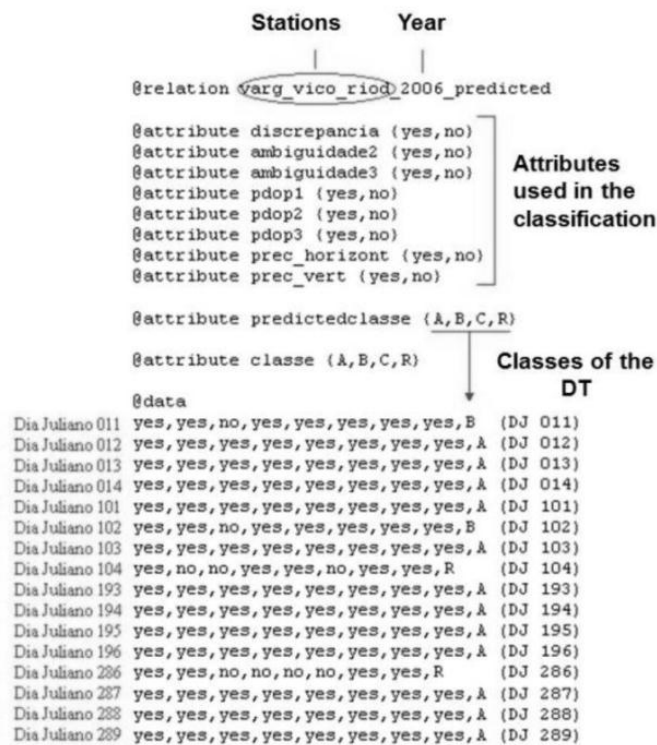 Stations Year
@relation varg_vico_riod_2006_predicted
@attribute discrepancia (yes,no)
@attribute ambiguidade2 (yes,no)
@attribute ambiguidade3 (yes,no)
@attribute pdop1 (yes,no)
@attribute pdop2 (yes,no)
@attribute pdop3 (yes,no)
@attribute prec_horizont (yes,no)
@attribute prec_vert (yes,no)
Attributes
used in the
classification
@attribute predictedclasse (A,B,C,R)
@attribute classe (A,B,C,R)
Classes of the
DT
@data
Dia Juliano 011 yes,yes,no,yes,yes,yes,yes,yes,B (DJ 011)
Dia Juliano 012 yes,yes,yes,yes,yes,yes,yes,yes,A (DJ 012)
Dia Juliano 013 yes,yes,yes,yes,yes,yes,yes,yes,A (DJ 013)
Dia Juliano 014 yes,yes,yes,yes,yes,yes,yes,yes,A (DJ 014)
Dia Juliano 101 yes,yes,yes,yes,yes,yes,yes,yes,A (DJ 101)
Dia Juliano 102 yes,yes,no,yes,yes,yes,yes,yes,B (DJ 102)
Dia Juliano 103 yes,yes,yes,yes,yes,yes,yes,yes,A (DJ 103)
Dia Juliano 104 yes,no,no,yes,yes,no,yes,yes,R (DJ 104)
Dia Juliano 193 yes,yes,yes,yes,yes,yes,yes,yes,A (DJ 193)
Dia Juliano 194 yes,yes,yes,yes,yes,yes,yes,yes,A (DJ 194)
Dia Juliano 195 yes,yes,yes,yes,yes,yes,yes,yes,A (DJ 195)
Dia Juliano 196 yes,yes,yes,yes,yes,yes,yes,yes,A (DJ 196)
Dia Juliano 286 yes,yes,no,no,no,no,yes,yes,R (DJ 286)
Dia Juliano 287 yes,yes,yes,yes,yes,yes,yes,yes,A (DJ 287)
Dia Juliano 288 yes,yes,yes,yes,yes,yes,yes,yes,A (DJ 288)
Dia Juliano 289 yes,yes,yes,yes,yes,yes,yes,yes,A (DJ 289)